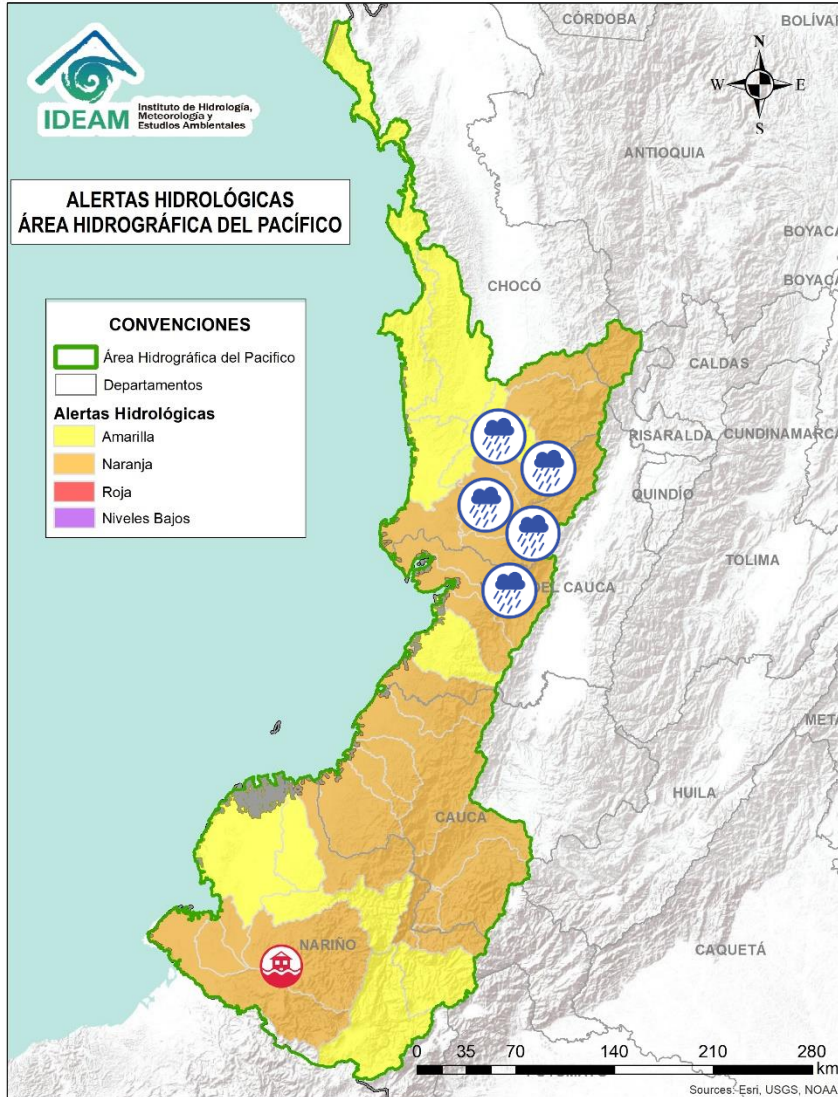 CÓRDOBA
BOLÍVAR
N
W E
S
IDEAM
Instituto de Hidrología,
Meteorología y
Estudios Ambientales
ANTIOQUIA
ALERTAS HIDROLÓGICAS
ÁREA HIDROGRÁFICA DEL PACÍFICO
BOYACÁ
BOYACÁ
CHOCÓ
CONVENCIONES
Área Hidrográfica del Pacifico
Departamentos
Alertas Hidrológicas
Amarilla
Naranja
Roja
Niveles Bajos
CALDAS
RISARALDA
CUNDINAMARCA
QUINDÍO
TOLIMA
DEL CAUCA
META
HUILA
CAUCA
NARIÑO
CAQUETÁ
0 35 70 140 210 280
km
Sources: Esri, USGS, NOAA